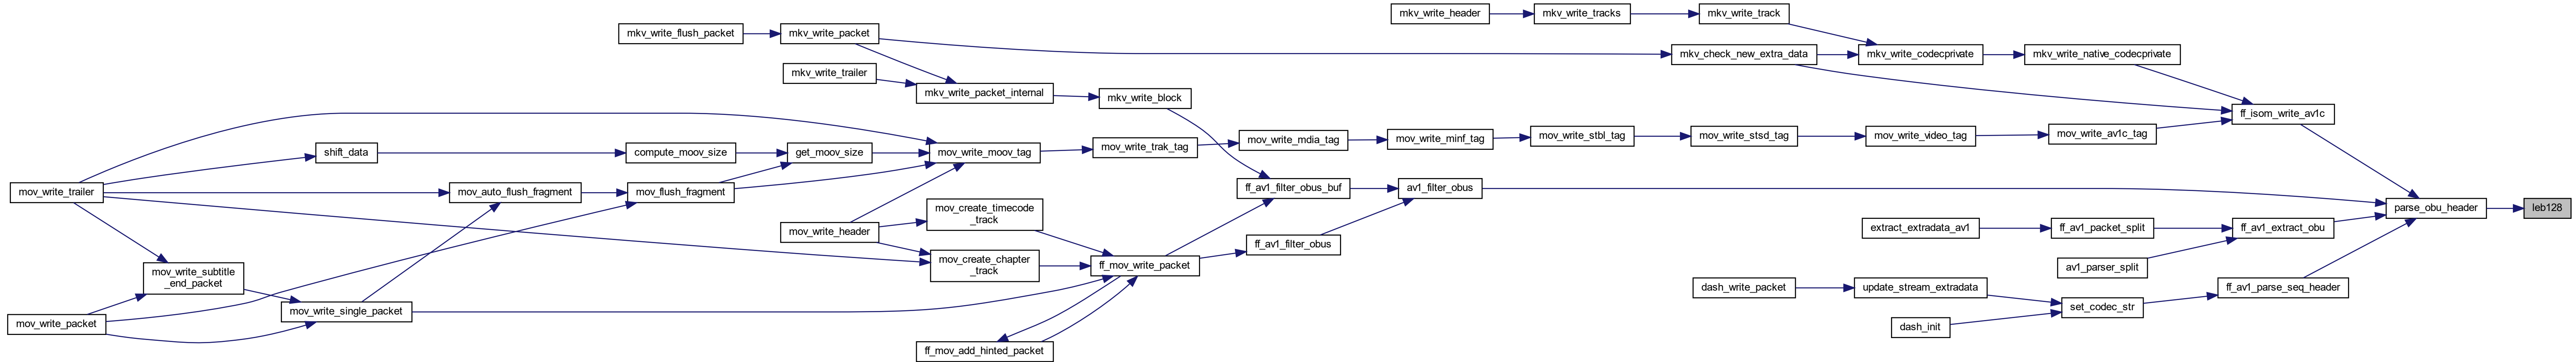 mkv_write_header
mkv_write_tracks
mkv_write_track
mkv_write_flush_packet
mkv_write_packet
mkv_check_new_extra_data
mkv_write_codecprivate
mkv_write_native_codecprivate
mkv_write_trailer
mkv_write_packet_internal
mkv_write_block
ff_isom_write_av1c
mov_write_trak_tag
mov_write_mdia_tag
mov_write_minf_tag
mov_write_stbl_tag
mov_write_stsd_tag
mov_write_video_tag
mov_write_av1c_tag
shift_data
compute_moov_size
get_moov_size
mov_write_moov_tag
mov_write_trailer
mov_auto_flush_fragment
mov_flush_fragment
ff_av1_filter_obus_buf
av1_filter_obus
parse_obu_header
leb128
mov_create_timecode
_track
mov_write_header
extract_extradata_av1
ff_av1_packet_split
ff_av1_extract_obu
ff_av1_filter_obus
mov_create_chapter
_track
ff_mov_write_packet
av1_parser_split
mov_write_subtitle
_end_packet
dash_write_packet
update_stream_extradata
ff_av1_parse_seq_header
mov_write_single_packet
set_codec_str
mov_write_packet
dash_init
ff_mov_add_hinted_packet